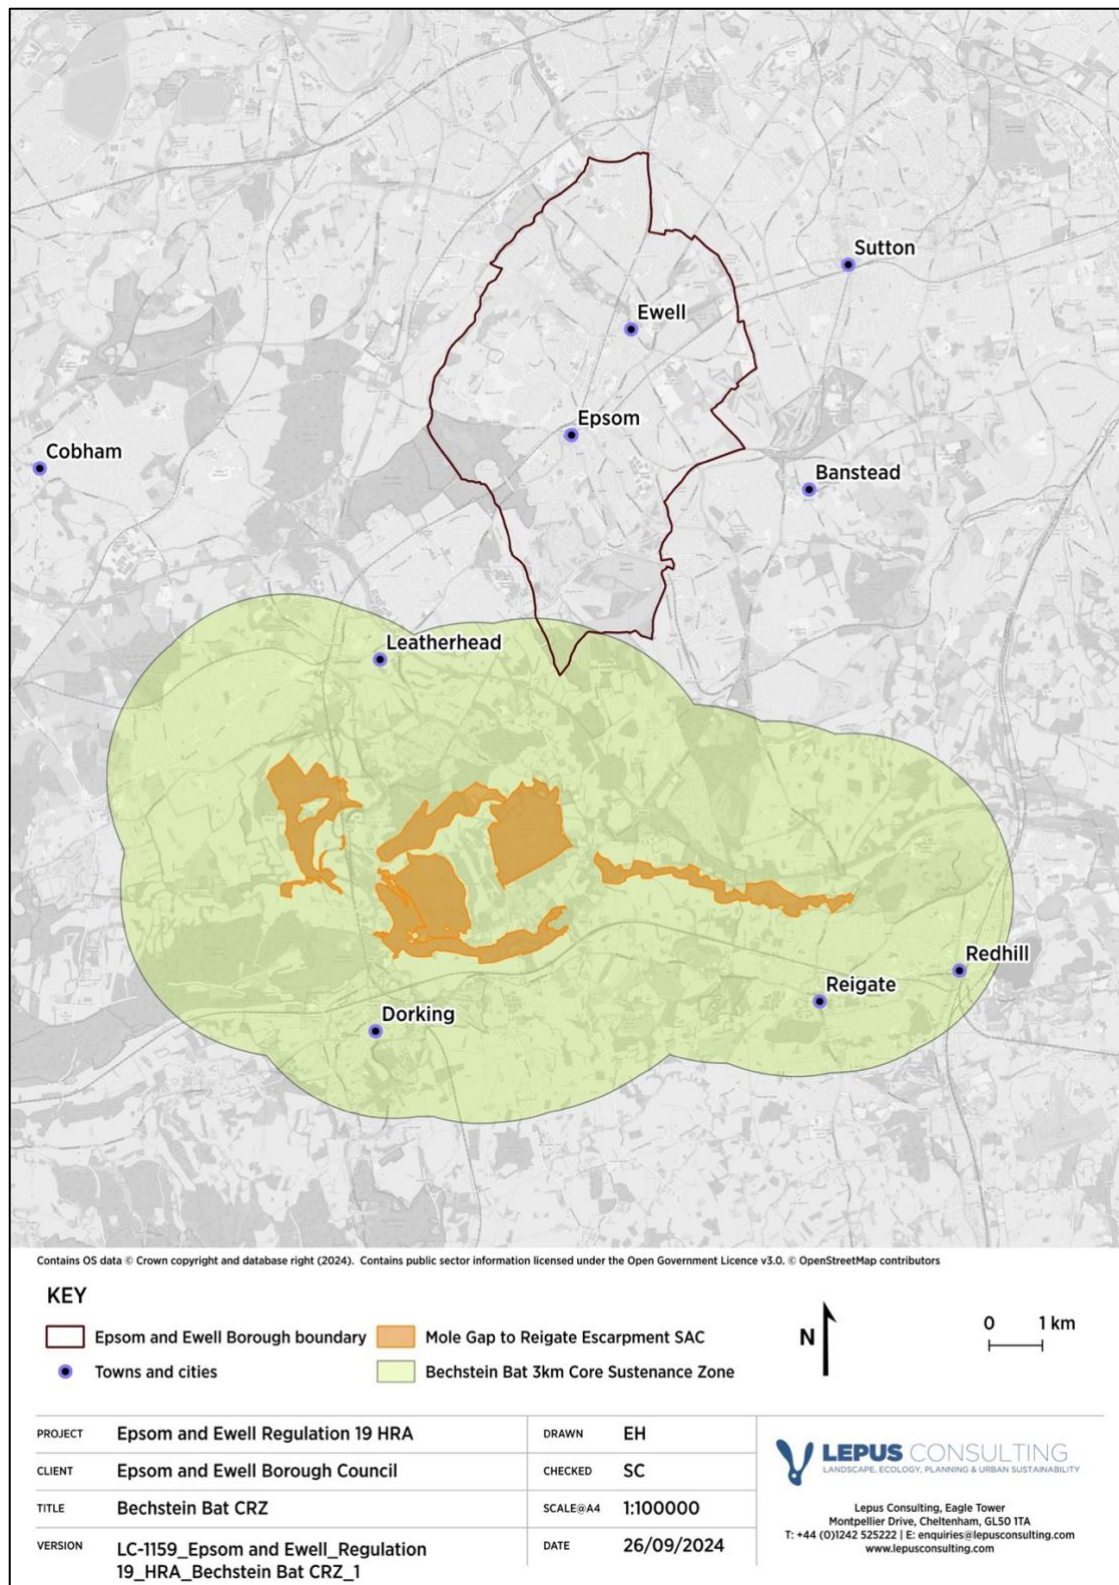 Sutton
Ewell
Epsom
Cobham
Banstead
Leatherhead
Redhill
Reigate
Dorking
Contains OS data © Crown copyright and database right (2024). Contains public sector information licensed under the Open Government Licence v3.0. © OpenStreetMap contributors
KEY
Epsom and Ewell Borough boundary
Mole Gap to Reigate Escarpment SAC
Towns and cities
Bechstein Bat 3km Core Sustenance Zone
N
0 1 km
PROJECT Epsom and Ewell Regulation 19 HRA
DRAWN EH
CLIENT Epsom and Ewell Borough Council
CHECKED SC
TITLE Bechstein Bat CRZ
SCALE@A4 1:100000
VERSION LC-1159_Epsom and Ewell_Regulation
19_HRA_Bechstein Bat CRZ_1
DATE 26/09/2024
LEPUS CONSULTING
LANDSCAPE, ECOLOGY, PLANNING & URBAN SUSTAINABILITY
Lepus Consulting, Eagle Tower
Montpellier Drive, Cheltenham, GL50 1TA
T: +44 (0)1242 525222 | E: enquiries@lepusconsulting.com
www.lepusconsulting.com